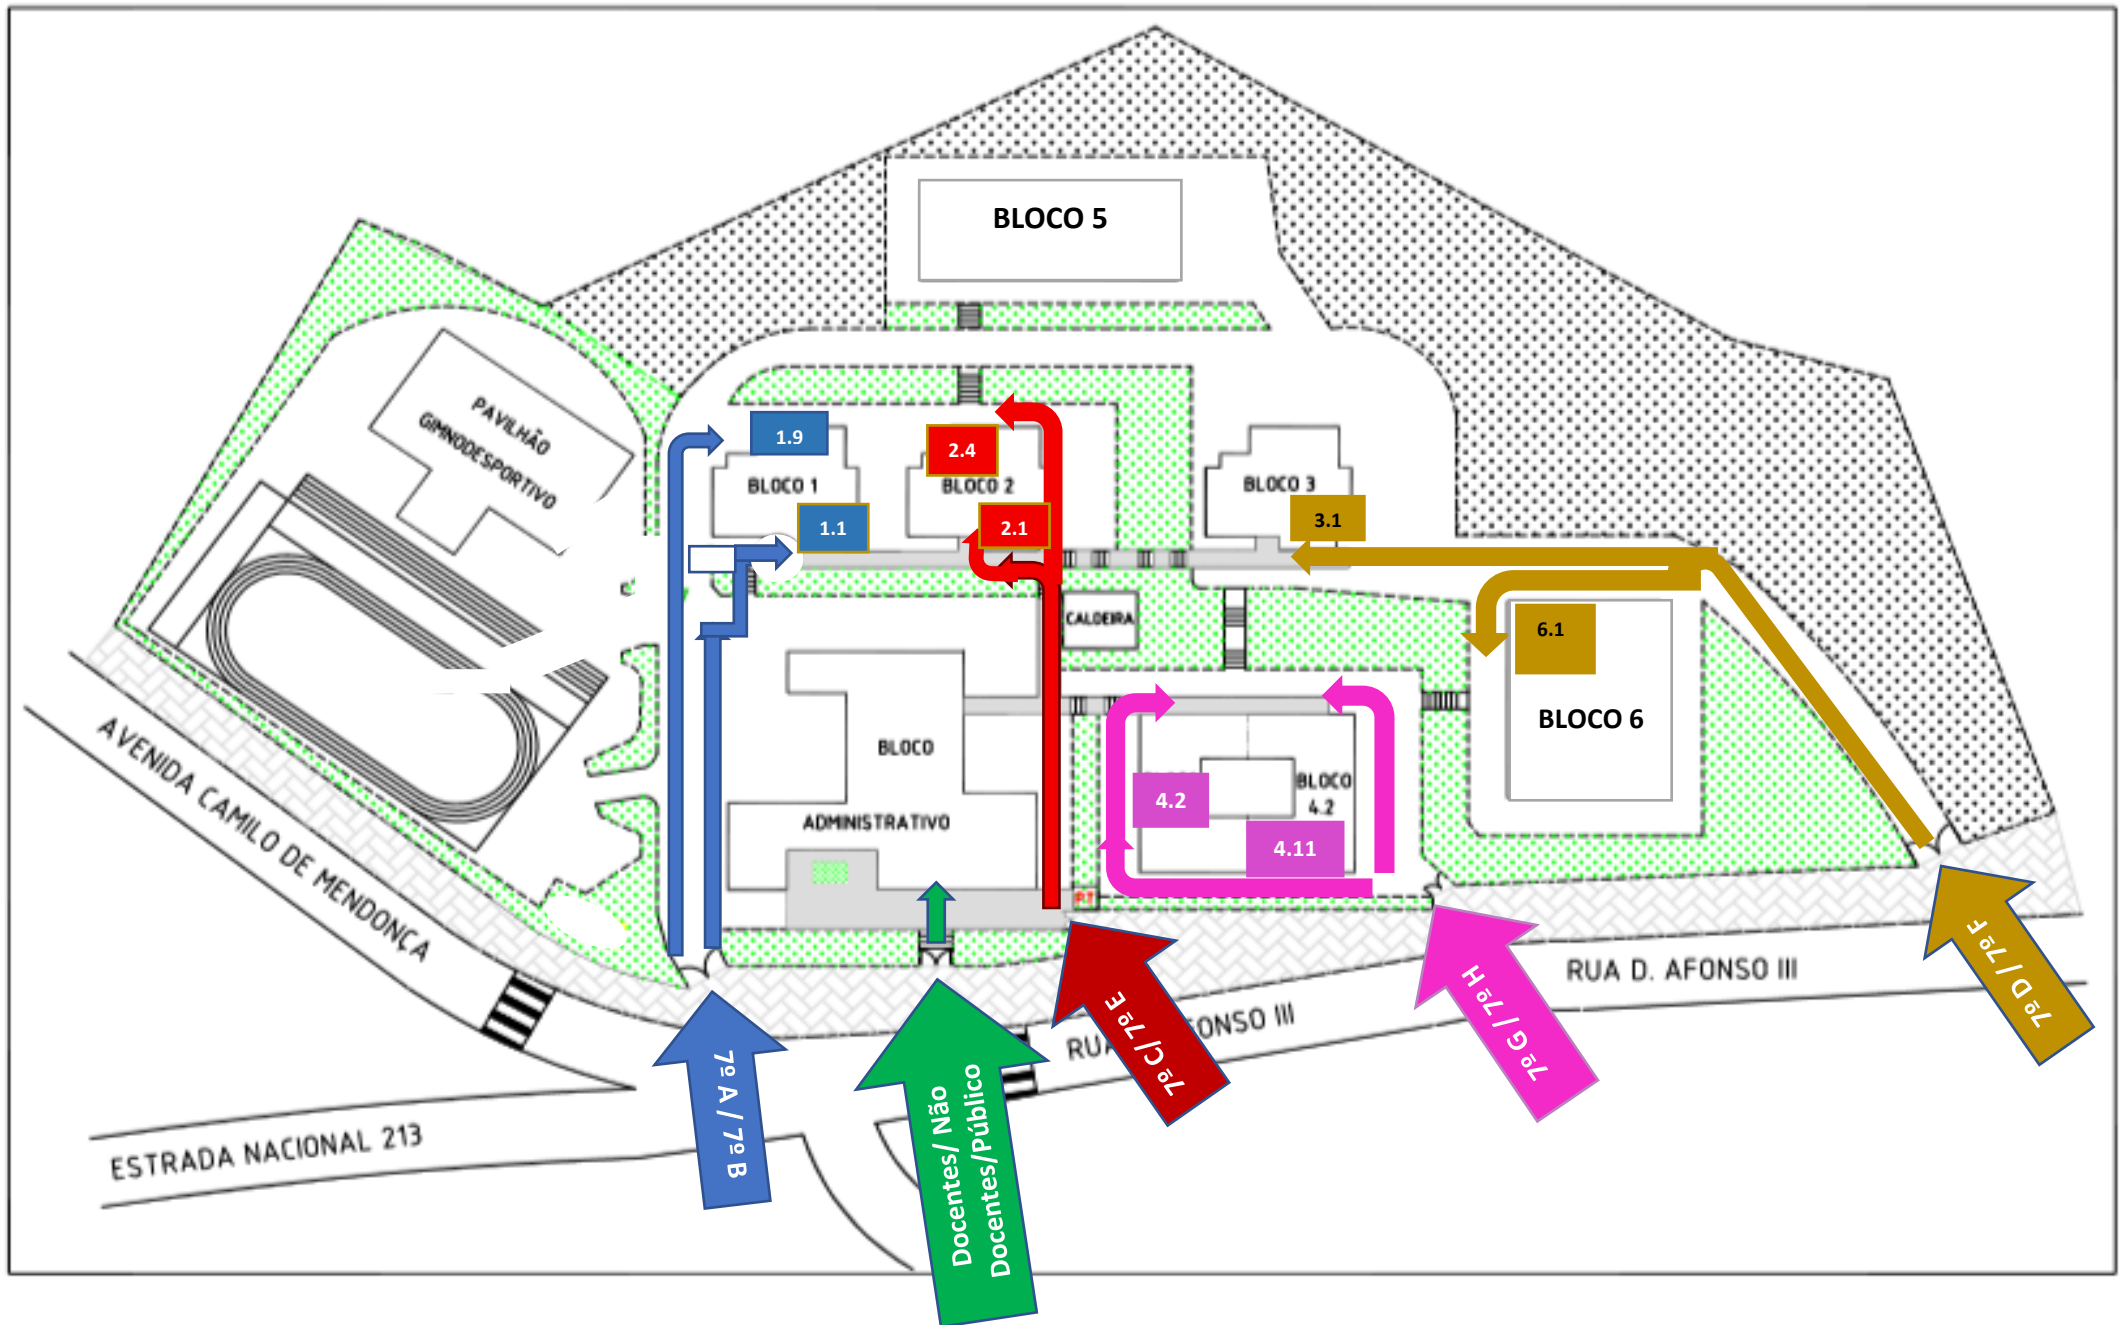 BLOCO 5
PAVILHÃO
GIMNODESPORTIVO
1.9
BLOCO 1
1.1
2.4
BLOCO 2
2.1
BLOCO 3
3.1
CALDEIRA
6.1
BLOCO 6
BLOCO
ADMINISTRATIVO
4.2
BLOCO
4.2
4.11
PT
AVENIDA CAMILO DE MENDONÇA
RUA D. AFONSO III
RUA
FONSO III
ESTRADA NACIONAL 213
7º A / 7º B
Docentes/ Não
Docentes/Público
7º C/ 7º E
7º G / 7º H
7º D / 7º F